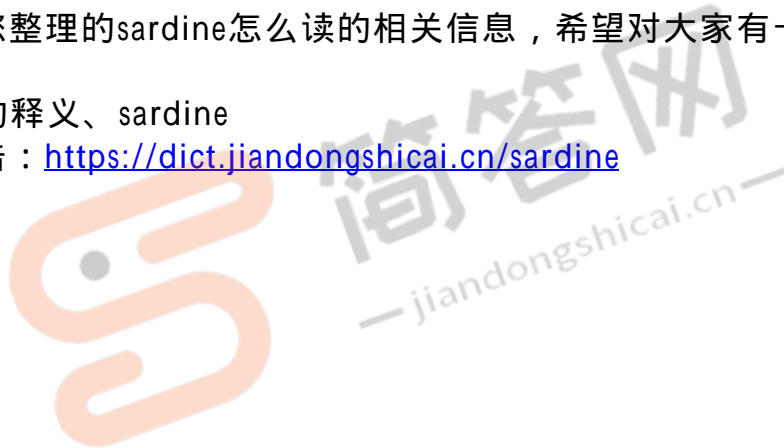 整理的sardine怎么读的相关信息，希望对大家有
释义、sardine
：https://dict.jiandongshicai.cn/sardine
简答网
jiandongshicai.cn